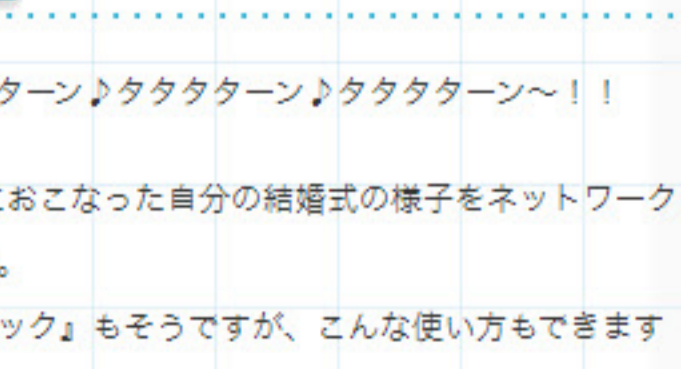 ターン♪タタタターン♪タタタターン～！！
におこなった自分の結婚式の様子をネットワーク
。
ック』もそうですが、こんな使い方もできます